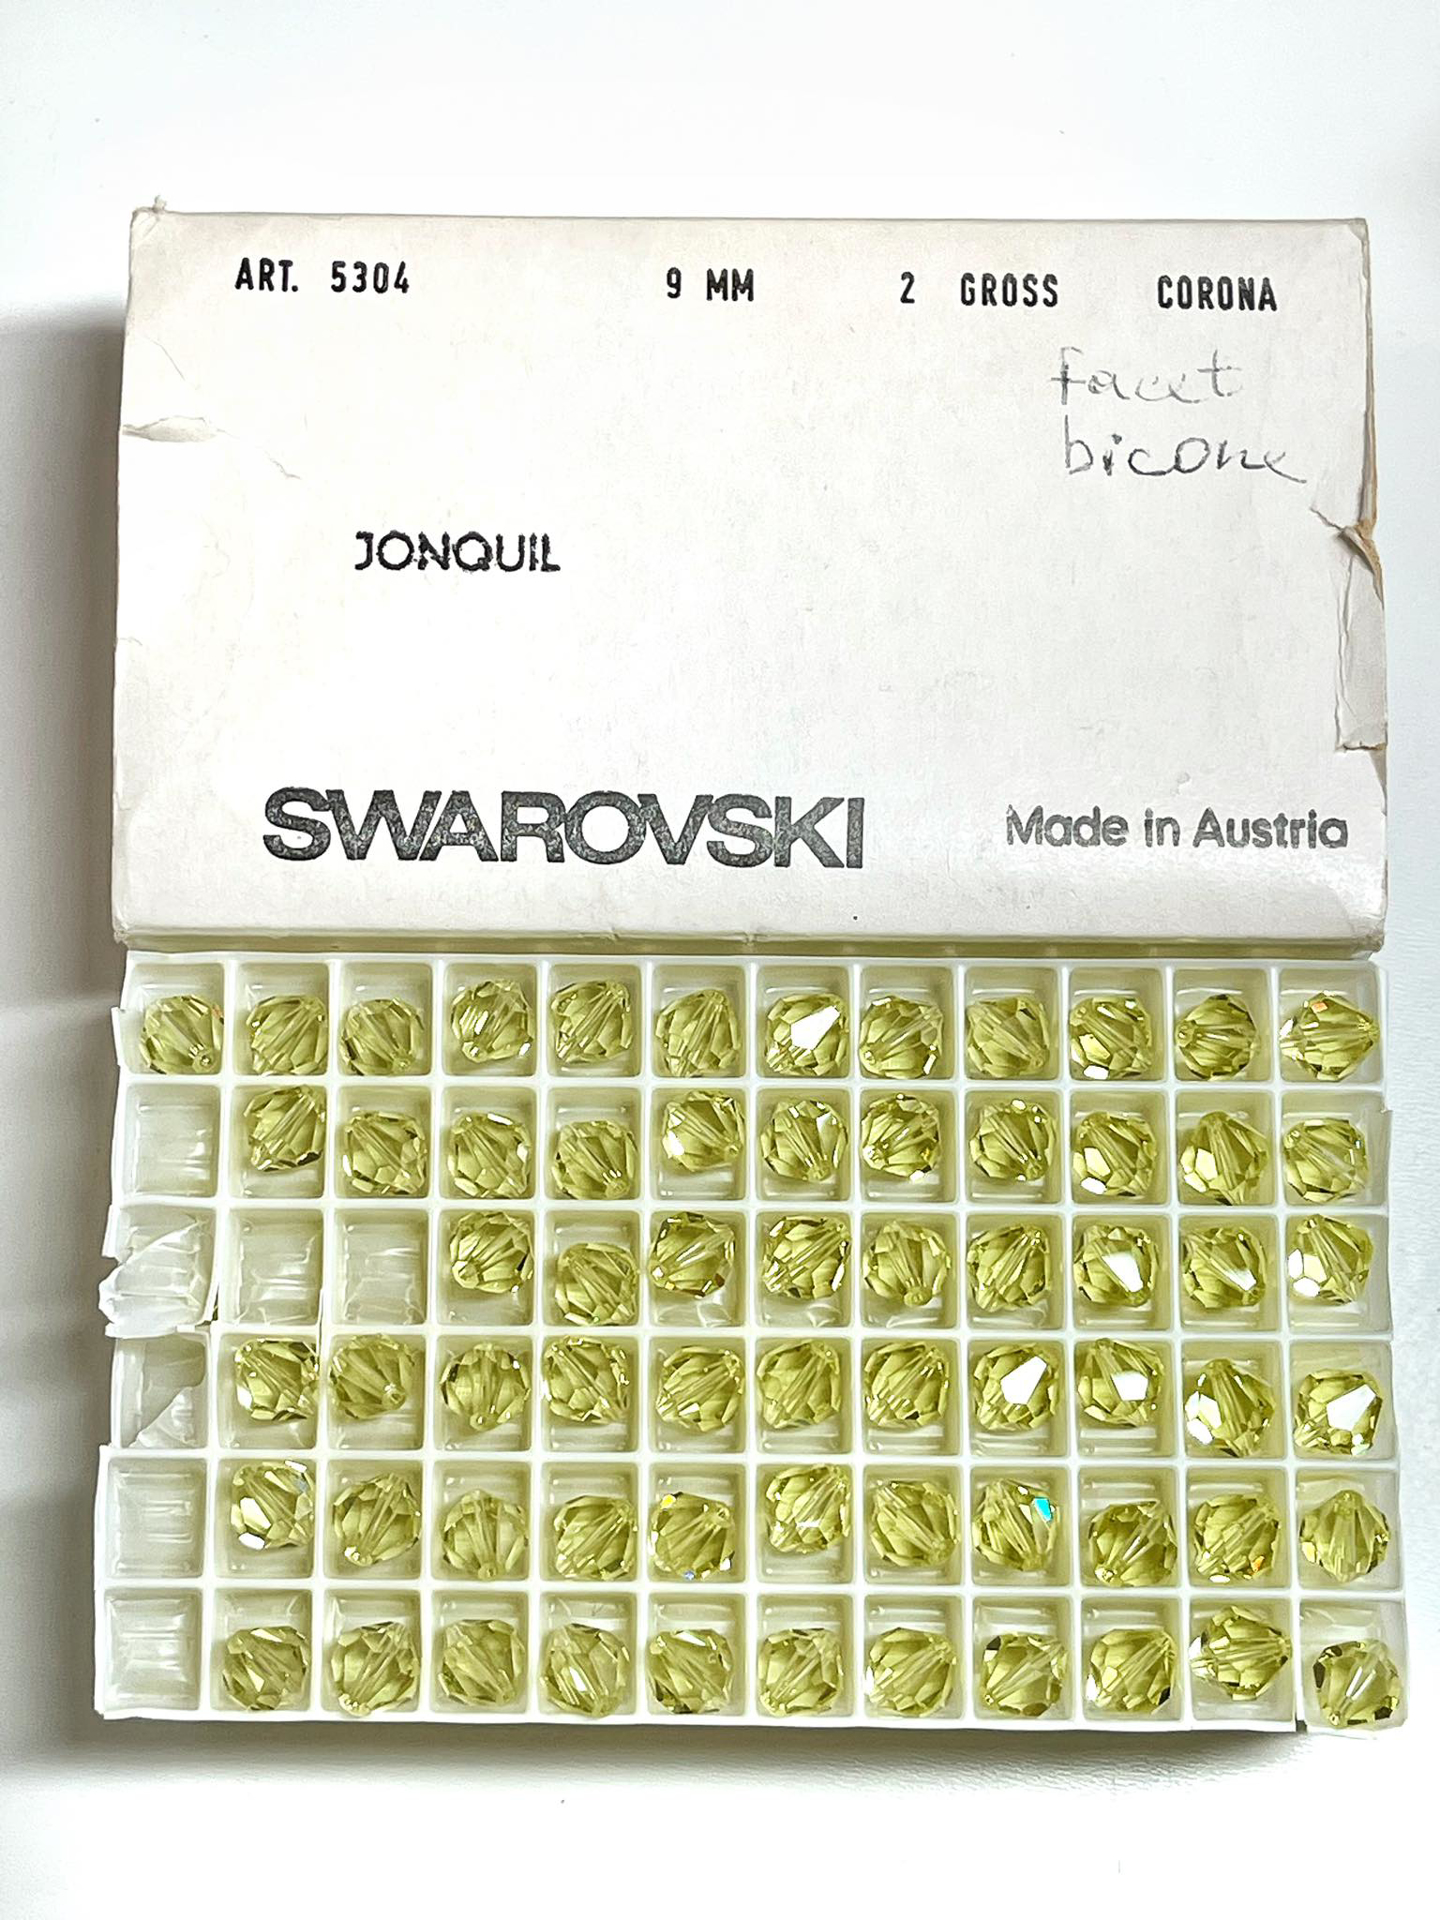 ART. 5304 9 MM 2 GROSS CORONA
facet
bicone
JONQUIL
SWAROVSKI Made in Austria